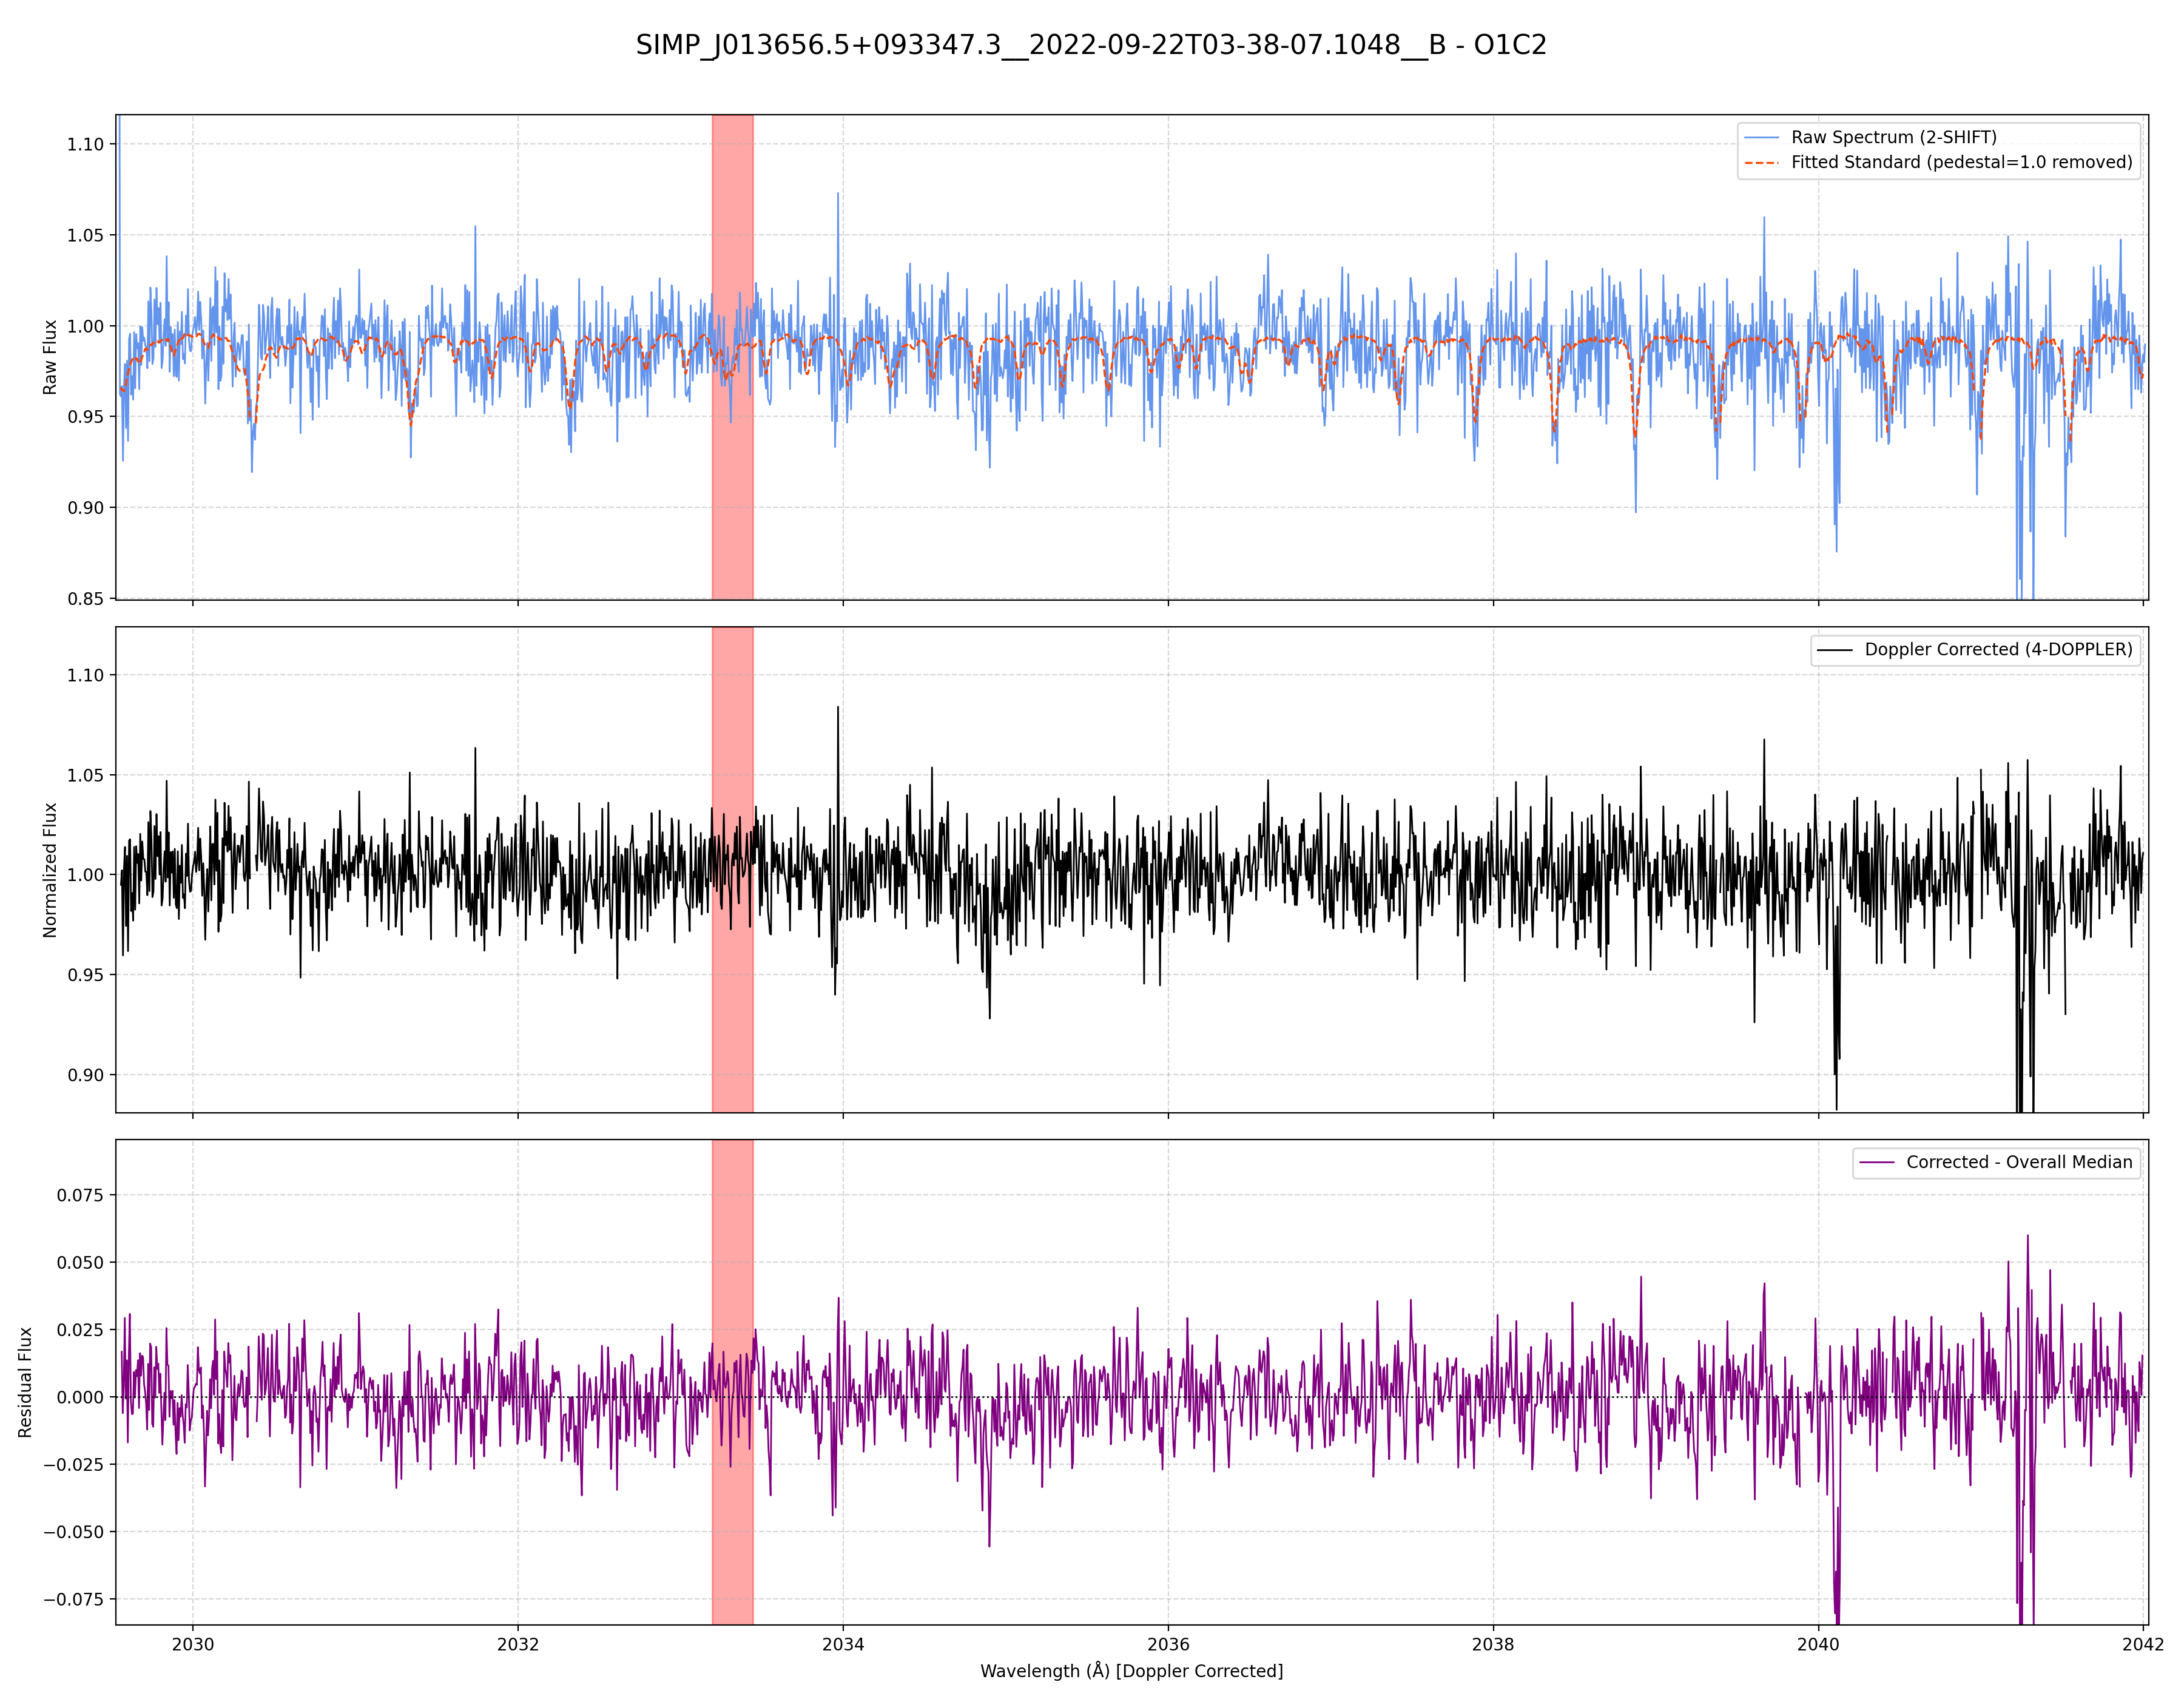 SIMP_J013656.5+093347.3__2022-09-22T03-38-07.1048__B - O1C2
Raw Flux
1.10
1.05
1.00
0.95
0.90
0.85
Raw Spectrum (2-SHIFT)
Fitted Standard (pedestal=1.0 removed)
Normalized Flux
1.10
1.05
1.00
0.95
0.90
Doppler Corrected (4-DOPPLER)
Residual Flux
0.075
0.050
0.025
0.000
−0.025
−0.050
−0.075
Corrected - Overall Median
2030 2032 2034 2036 2038 2040 2042
Wavelength (Å) [Doppler Corrected]